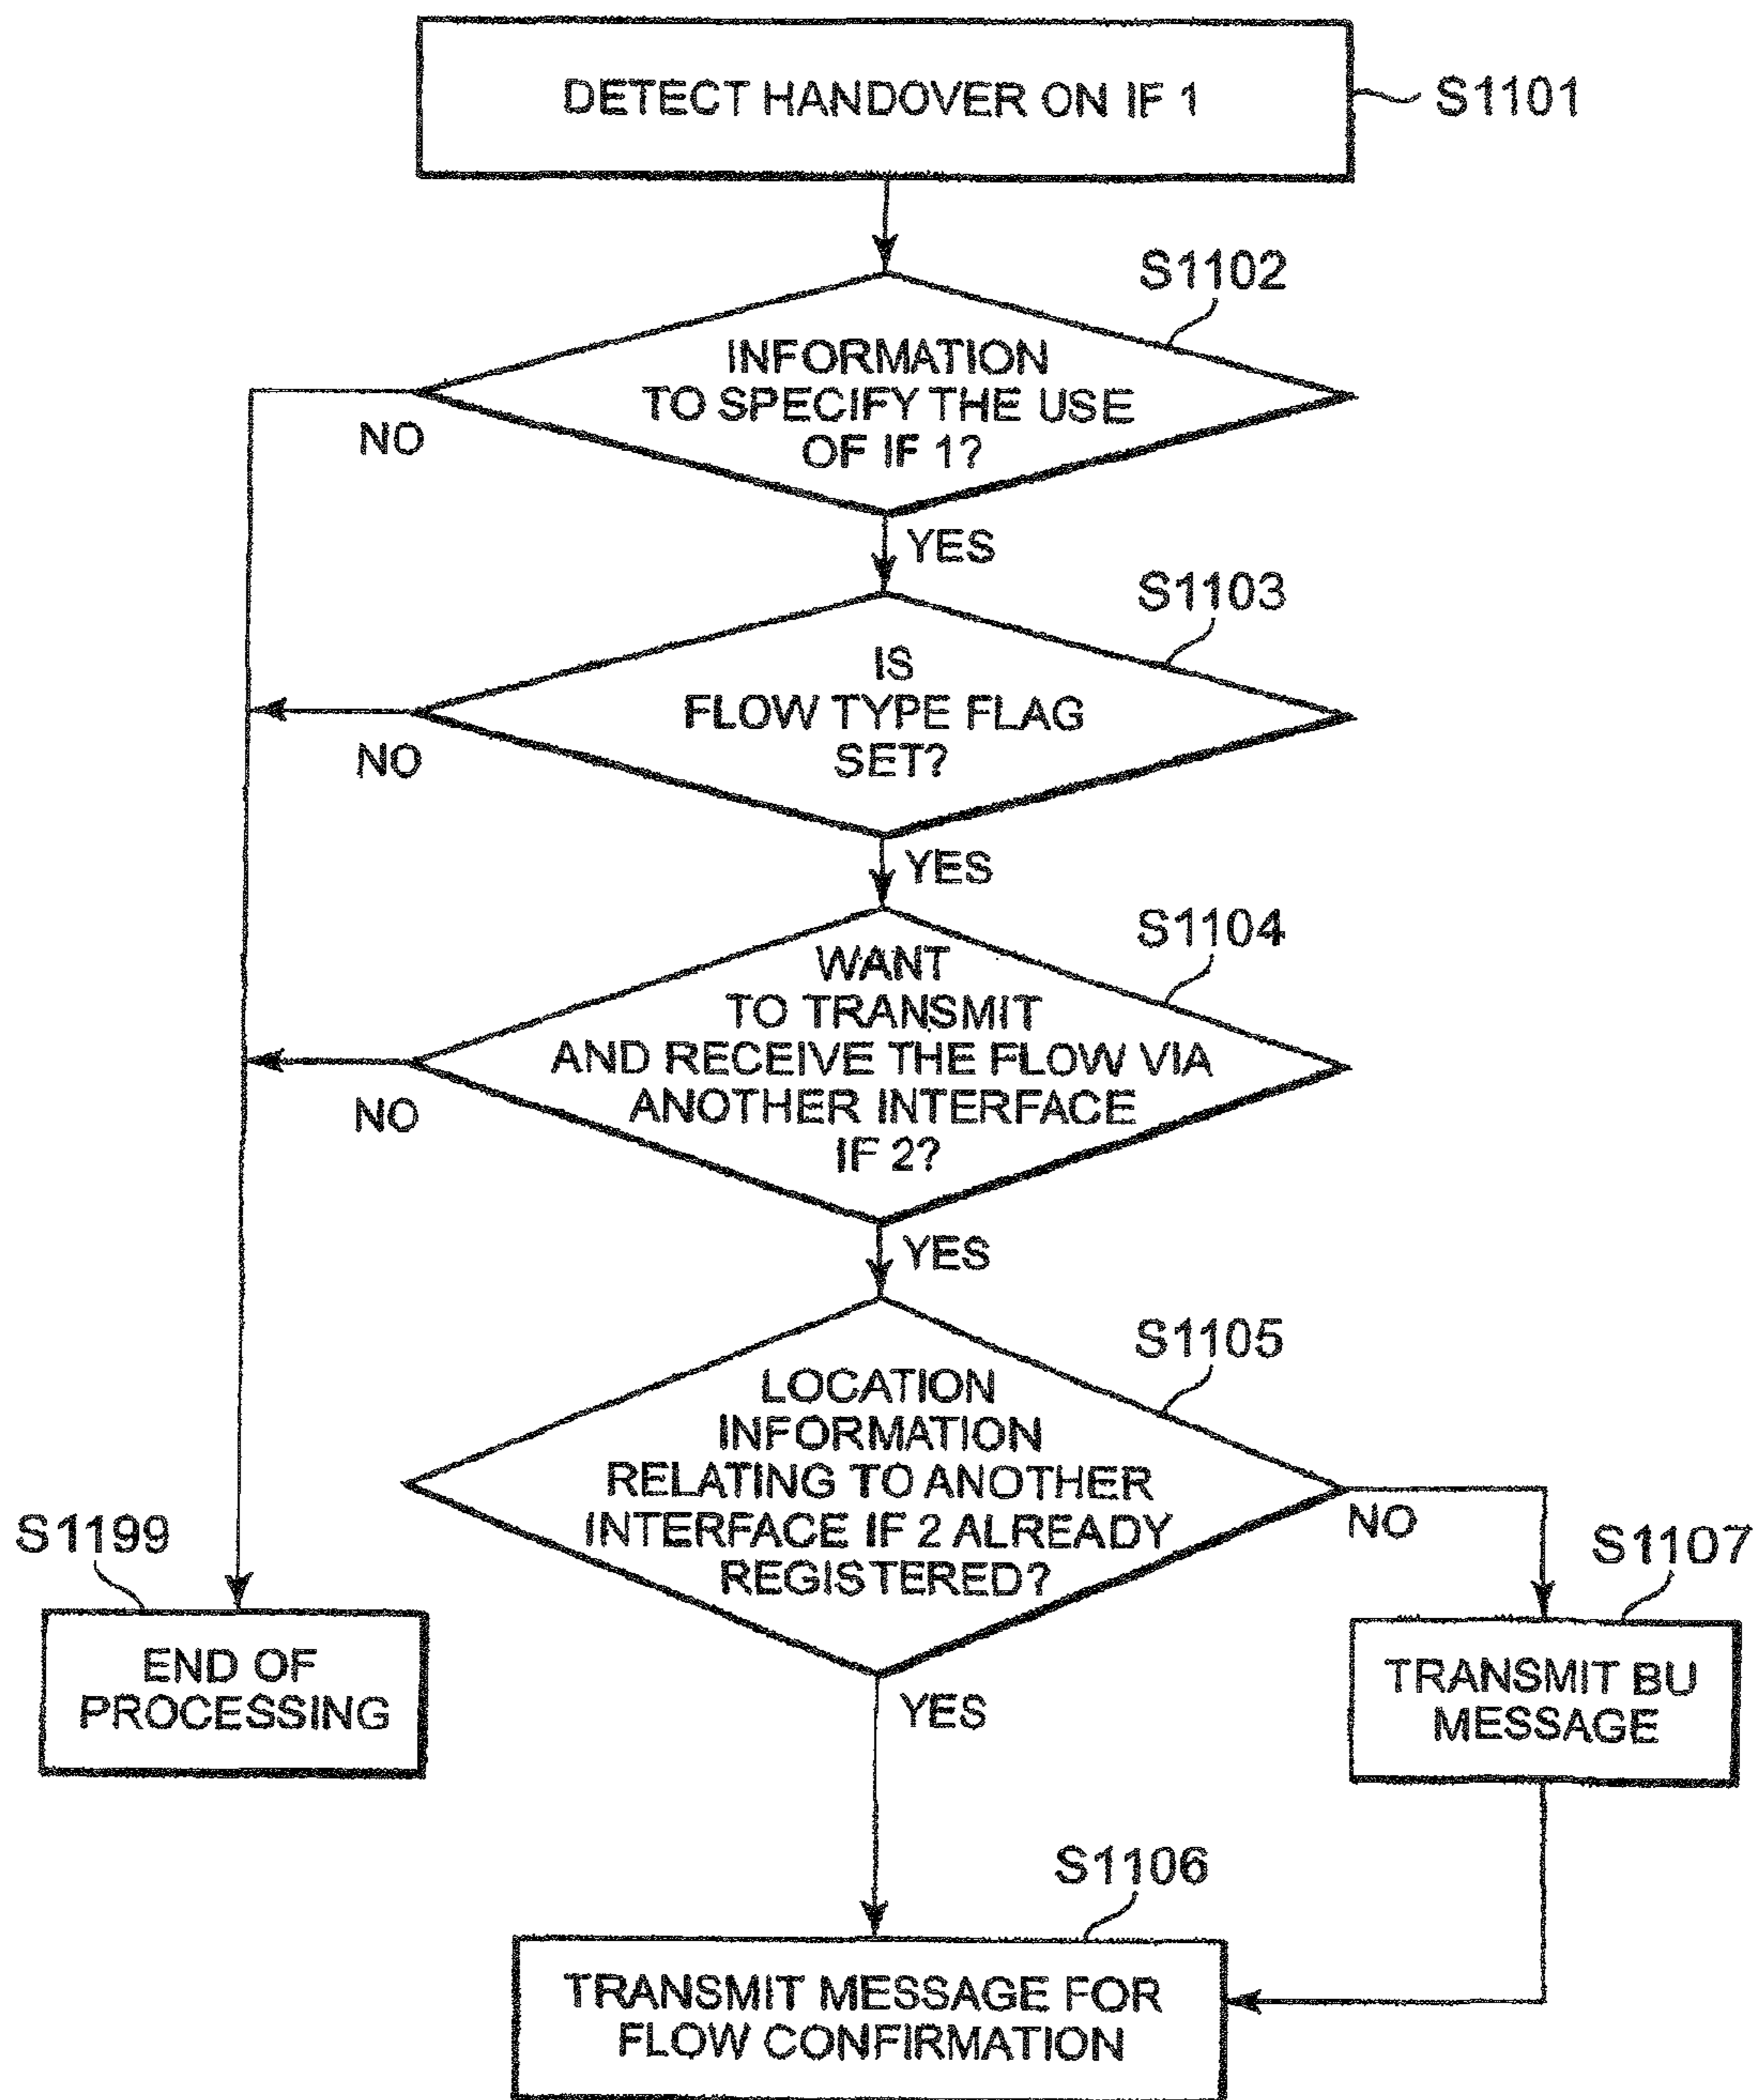 DETECT HANDOVER ON IF 1
S1101
S1102
INFORMATION
TO SPECIFY THE USE
OF IF 1?
NO
YES
S1103
IS
FLOW TYPE FLAG
SET?
NO
YES
S1104
WANT
TO TRANSMIT
AND RECEIVE THE FLOW VIA
ANOTHER INTERFACE
IF 2?
NO
YES
S1105
LOCATION
INFORMATION
RELATING TO ANOTHER
INTERFACE IF 2 ALREADY
REGISTERED?
NO
YES
S1199
END OF
PROCESSING
S1107
TRANSMIT BU
MESSAGE
S1106
TRANSMIT MESSAGE FOR
FLOW CONFIRMATION